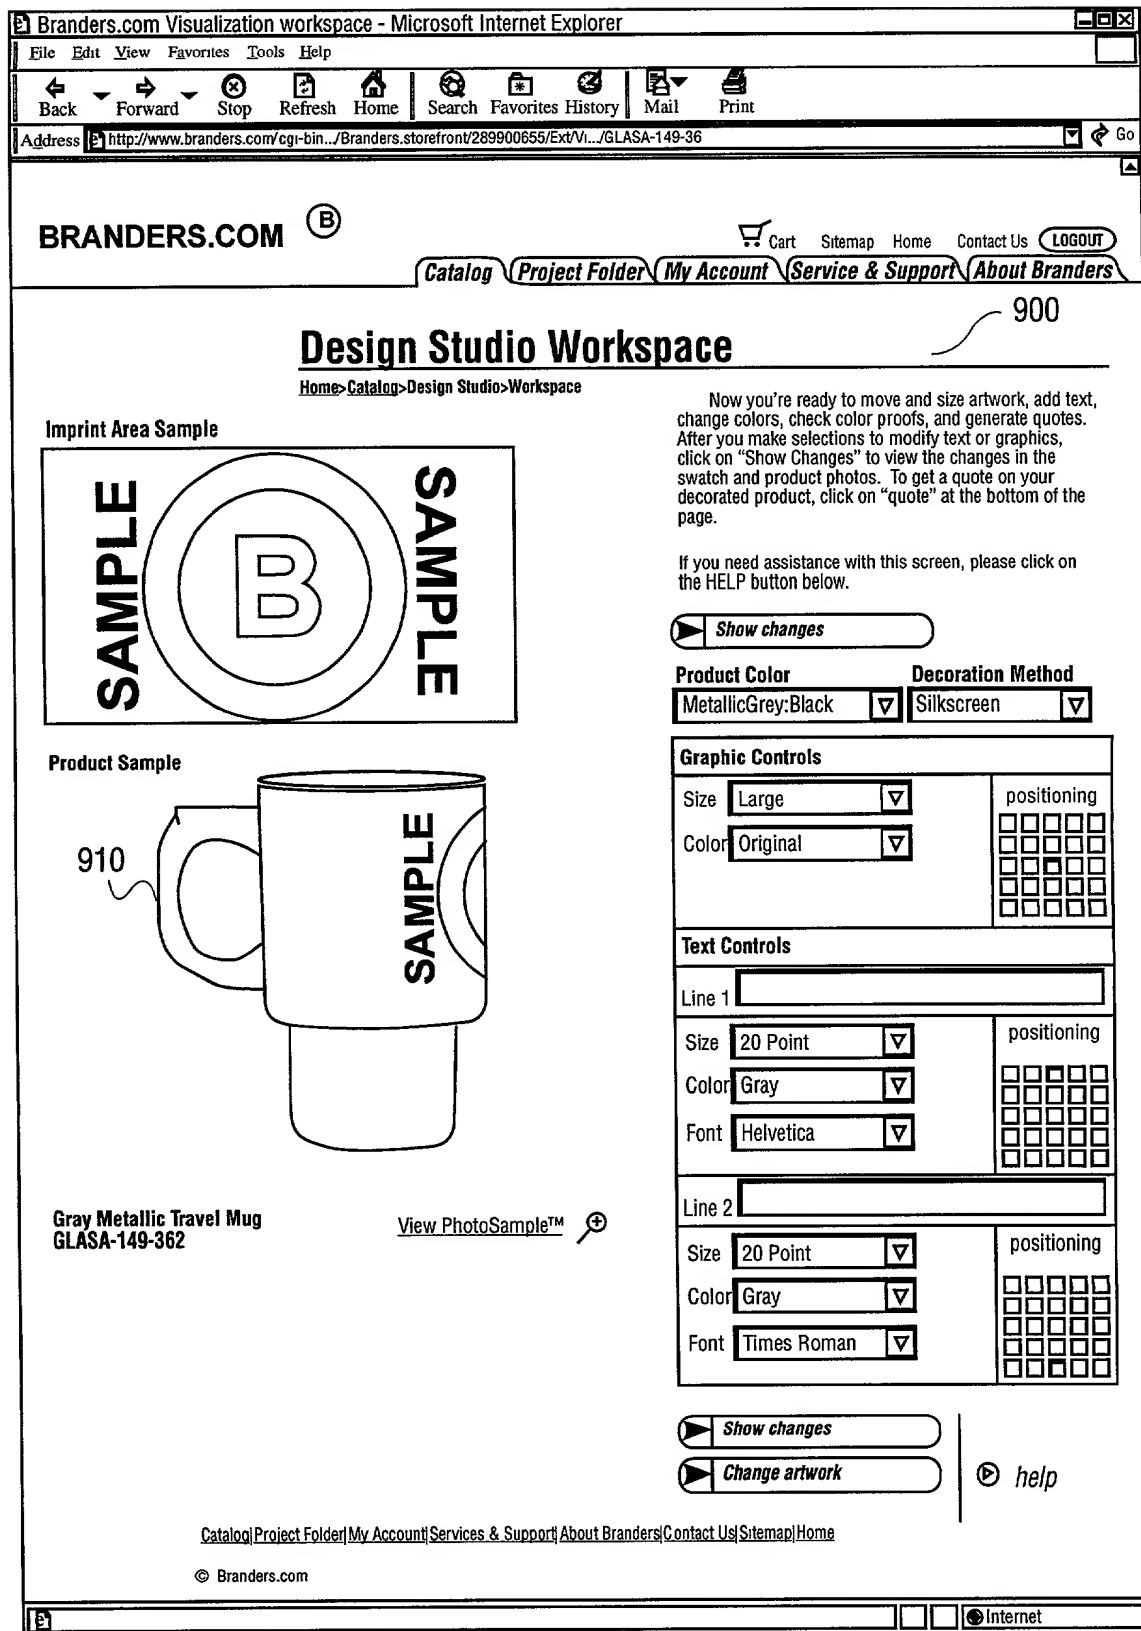 Branders.com Visualization workspace - Microsoft Internet Explorer
File Edit View Favorites Tools Help
Back Forward Stop Refresh Home Search Favorites History Mail Print
Address http://www.branders.com/cgi-bin.../Branders.storefront/289900655/Ext/Vi.../GLASA-149-36 Go
BRANDERS.COM B
Cart Sitemap Home Contact Us LOGOUT
Catalog Project Folder My Account Service & Support About Branders
900
Design Studio Workspace
Home>Catalog>Design Studio>Workspace
Now you're ready to move and size artwork, add text,
change colors, check color proofs, and generate quotes.
After you make selections to modify text or graphics,
click on "Show Changes" to view the changes in the
swatch and product photos. To get a quote on your
decorated product, click on "quote" at the bottom of the
page.
If you need assistance with this screen, please click on
the HELP button below.
Imprint Area Sample
SAMPLE
B
SAMPLE
Show changes
Product Color Decoration Method
MetallicGrey:Black Silkscreen
Product Sample
910
SAMPLE
Graphic Controls
Size Large positioning
Color Original
Text Controls
Line 1
Size 20 Point positioning
Color Gray
Font Helvetica
Line 2
Size 20 Point positioning
Color Gray
Font Times Roman
Gray Metallic Travel Mug
GLASA-149-362
View PhotoSample™
Show changes
Change artwork
help
Catalog|Project Folder|My Account|Services & Support|About Branders|Contact Us|Sitemap|Home
© Branders.com
Internet